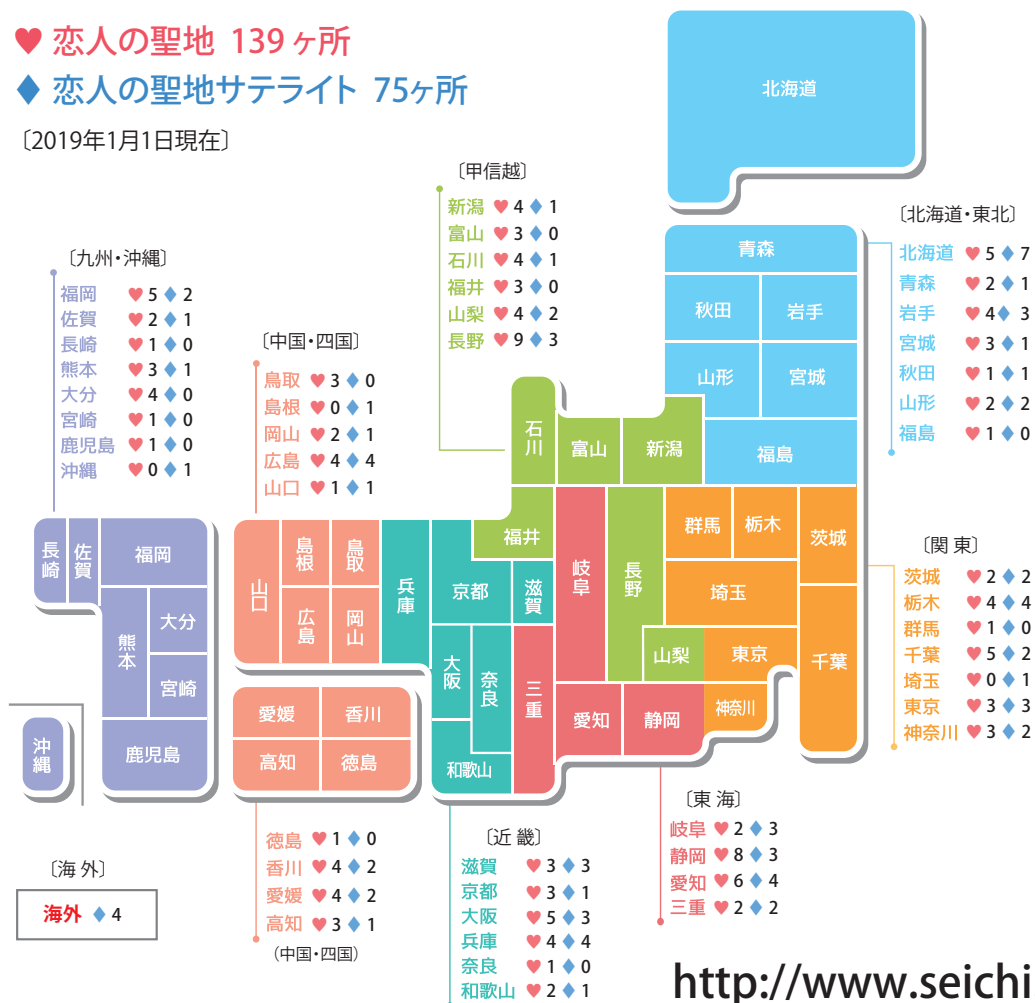 ♥ 恋人の聖地 139ヶ所
♦ 恋人の聖地サテライト 75ヶ所
〔2019年1月1日現在〕
〔甲信越〕
新潟 ♥ 4 ♦ 1
富山 ♥ 3 ♦ 0
石川 ♥ 4 ♦ 1
福井 ♥ 3 ♦ 0
山梨 ♥ 4 ♦ 2
長野 ♥ 9 ♦ 3
〔北海道・東北〕
北海道 ♥ 5 ♦ 7
青森 ♥ 2 ♦ 1
岩手 ♥ 4 ♦ 3
宮城 ♥ 3 ♦ 1
秋田 ♥ 1 ♦ 1
山形 ♥ 2 ♦ 2
福島 ♥ 1 ♦ 0
〔九州・沖縄〕
福岡 ♥ 5 ♦ 2
佐賀 ♥ 2 ♦ 1
長崎 ♥ 1 ♦ 0
熊本 ♥ 3 ♦ 1
大分 ♥ 4 ♦ 0
宮崎 ♥ 1 ♦ 0
鹿児島 ♥ 1 ♦ 0
沖縄 ♥ 0 ♦ 1
〔中国・四国〕
鳥取 ♥ 3 ♦ 0
島根 ♥ 0 ♦ 1
岡山 ♥ 2 ♦ 1
広島 ♥ 4 ♦ 4
山口 ♥ 1 ♦ 1
〔関東〕
茨城 ♥ 2 ♦ 2
栃木 ♥ 4 ♦ 4
群馬 ♥ 1 ♦ 0
千葉 ♥ 5 ♦ 2
埼玉 ♥ 0 ♦ 1
東京 ♥ 3 ♦ 3
神奈川 ♥ 3 ♦ 2
北海道
青森
秋田
岩手
山形
宮城
福島
石川
富山
新潟
福井
岐阜
長野
群馬
栃木
茨城
埼玉
山梨
東京
千葉
神奈川
愛知
静岡
三重
滋賀
京都
兵庫
大阪
奈良
和歌山
鳥取
島根
岡山
広島
山口
愛媛
香川
高知
徳島
長崎
佐賀
福岡
熊本
大分
宮崎
鹿児島
沖縄
〔海外〕
海外 ♦ 4
徳島 ♥ 1 ♦ 0
香川 ♥ 4 ♦ 2
愛媛 ♥ 4 ♦ 2
高知 ♥ 3 ♦ 1
(中国・四国)
〔近畿〕
滋賀 ♥ 3 ♦ 3
京都 ♥ 3 ♦ 1
大阪 ♥ 5 ♦ 3
兵庫 ♥ 4 ♦ 4
奈良 ♥ 1 ♦ 0
和歌山 ♥ 2 ♦ 1
〔東海〕
岐阜 ♥ 2 ♦ 3
静岡 ♥ 8 ♦ 3
愛知 ♥ 6 ♦ 4
三重 ♥ 2 ♦ 2
http://www.seichi